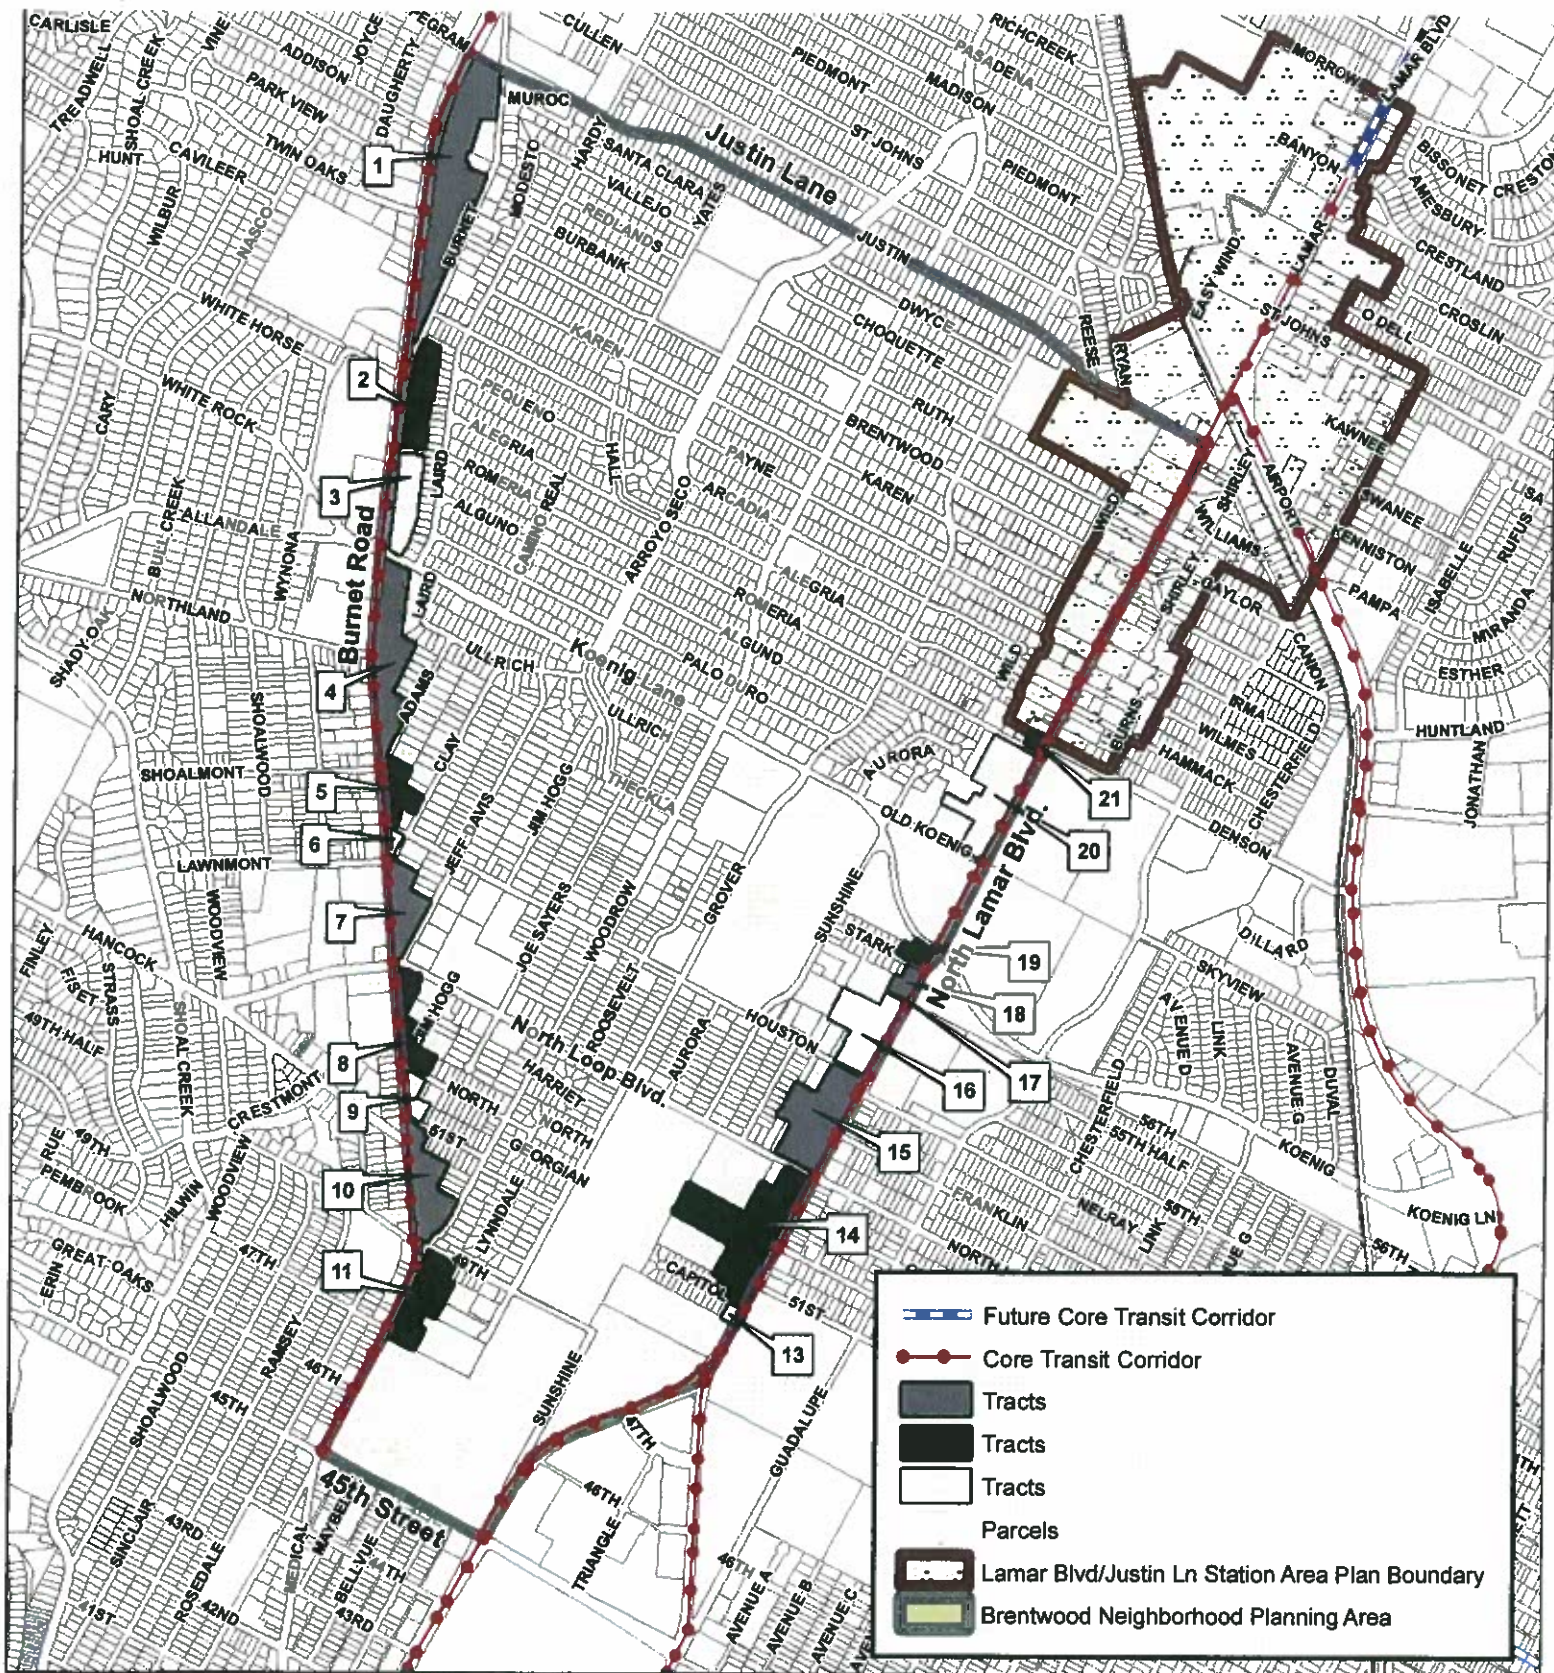 CARLISLE
TREADWELL
SHOAL CREEK
VINE
ADDISON
JOYCE
DAUGHERTY
PARK VIEW
TWIN OAKS
HUNT
CAVILEER
WILBUR
NASCO
WHITE HORSE
WHITE ROCK
CARY
EGRAM
CULLEN
MUROC
HARDY
MODESTO
SANTA CLARA
VALLEJO
YATES
REDLANDS
BURBANK
BURNET
Justin Lane
JUSTIN
PIEDMONT
MADISON
PASADENA
RICHCREEK
ST JOHNS
PIEDMONT
MORROW
LAMAR BLVD
BANYON
BISSONET
CRESTON
AMESBURY
CRESTLAND
CROSLIN
O DELL
EASY WIND
LAMAR
ST JOHNS
1
2
3
KAREN
PEQUENO
ALEGRIA
ROMERIA
ALGUNO
LAIRD
HALL
CAMINO REAL
ARROYO SECO
DWYCE
CHOQUETTE
RUTH
BRENTWOOD
KAREN
PAYNE
ARCADIA
REESE
RYAN
WILD
KAWNEE
SWANEE
KENNISTON
PAMPA
LISA
RUFUS
ISABELLE
MIRANDA
ESTHER
SHIRLEY
AIRPORT
WILLIAMS
SHIRLEY
GAYLOR
CANION
ALLANDALE
BULL CREEK
WYNONA
NORTHLAND
SHADY OAK
Burnet Road
LAIRD
ULLRICH
ADAMS
Koenig Lane
ULLRICH
ALEGRIA
ROMERIA
ALGUND
PALO DURO
WILD
BURNS
IRMA
WILMES
HAMMACK
CHESTERFIELD
HUNTLAND
JONATHAN
DENSON
4
5
6
7
SHOALMONT
SHOALWOOD
CLAY
JEFF DAVIS
JIM HOGG
THECKLA
AURORA
OLD KOENIG
North Lamar Blvd.
21
20
19
18
17
16
15
14
13
LAWNMONT
WOODVIEW
HANCOCK
FINLEY
FISET
STRASS
49TH HALF
SHOAL CREEK
CRESTMONT
JOE SAYERS
WOODROW
GROVER
SUNSHINE
STARK
ROOSEVELT
AURORA
HOUSTON
North Loop Blvd.
JIM HOGG
8
9
10
11
NORTH
HARRIET
NORTH
51ST
GEORGIAN
LYNNDALE
49TH
DILLARD
SKYVIEW
AVENUE D
LINK
AVENUE G
DUVAL
CHESTERFIELD
56TH
55TH HALF
KOENIG
FRANKLIN
NELRAY
LINK
56TH
NORTH
KOENIG LN
56TH
RUE
49TH
PEMBROOK
HILWIN
WOODVIEW
GREAT OAKS
ERIN
47TH
RAMSEY
46TH
45TH
SHOALWOOD
CAPITOL
51ST
GUADALUPE
SUNSHINE
47TH
46TH
TRIANGLE
45th Street
SINCLAIR
43RD
ROSEDALE
41ST
42ND
MEDICAL
MAYBEL
BELLVUE
44TH
43RD
46TH
AVENUE A
AVENUE B
AVENUE C
Future Core Transit Corridor
Core Transit Corridor
Tracts
Tracts
Tracts
Parcels
Lamar Blvd/Justin Ln Station Area Plan Boundary
Brentwood Neighborhood Planning Area